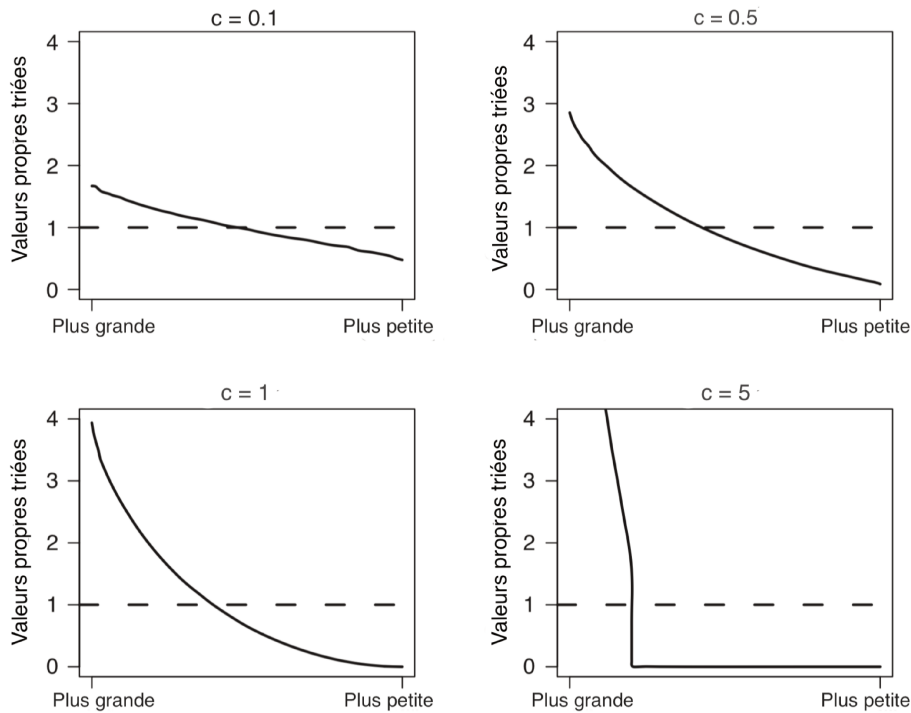 c = 0.1
Valeurs propres triées
4
3
2
1
0
Plus grande
Plus petite
c = 0.5
Valeurs propres triées
4
3
2
1
0
Plus grande
Plus petite
c = 1
Valeurs propres triées
4
3
2
1
0
Plus grande
Plus petite
c = 5
Valeurs propres triées
4
3
2
1
0
Plus grande
Plus petite